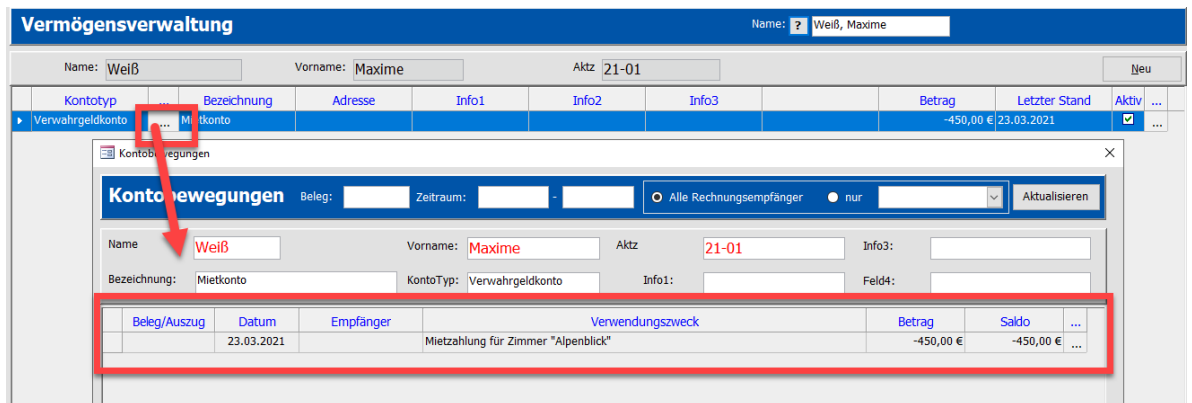 Vermögensverwaltung Name: ? Weiß, Maxime
Name: Weiß Vorname: Maxime Aktz 21-01 Neu
Kontotyp ... Bezeichnung Adresse Info1 Info2 Info3 Betrag Letzter Stand Aktiv ...
Verwahrgeldkonto ... Mietkonto -450,00 € 23.03.2021 ...
Kontobewegungen
Kontobewegungen Beleg: Zeitraum: - Alle Rechnungsempfänger nur Aktualisieren
Name Weiß Vorname: Maxime Aktz 21-01 Info3:
Bezeichnung: Mietkonto KontoTyp: Verwahrgeldkonto Info1: Feld4:
Beleg/Auszug Datum Empfänger Verwendungszweck Betrag Saldo ...
23.03.2021 Mietzahlung für Zimmer "Alpenblick" -450,00 € -450,00 € ...